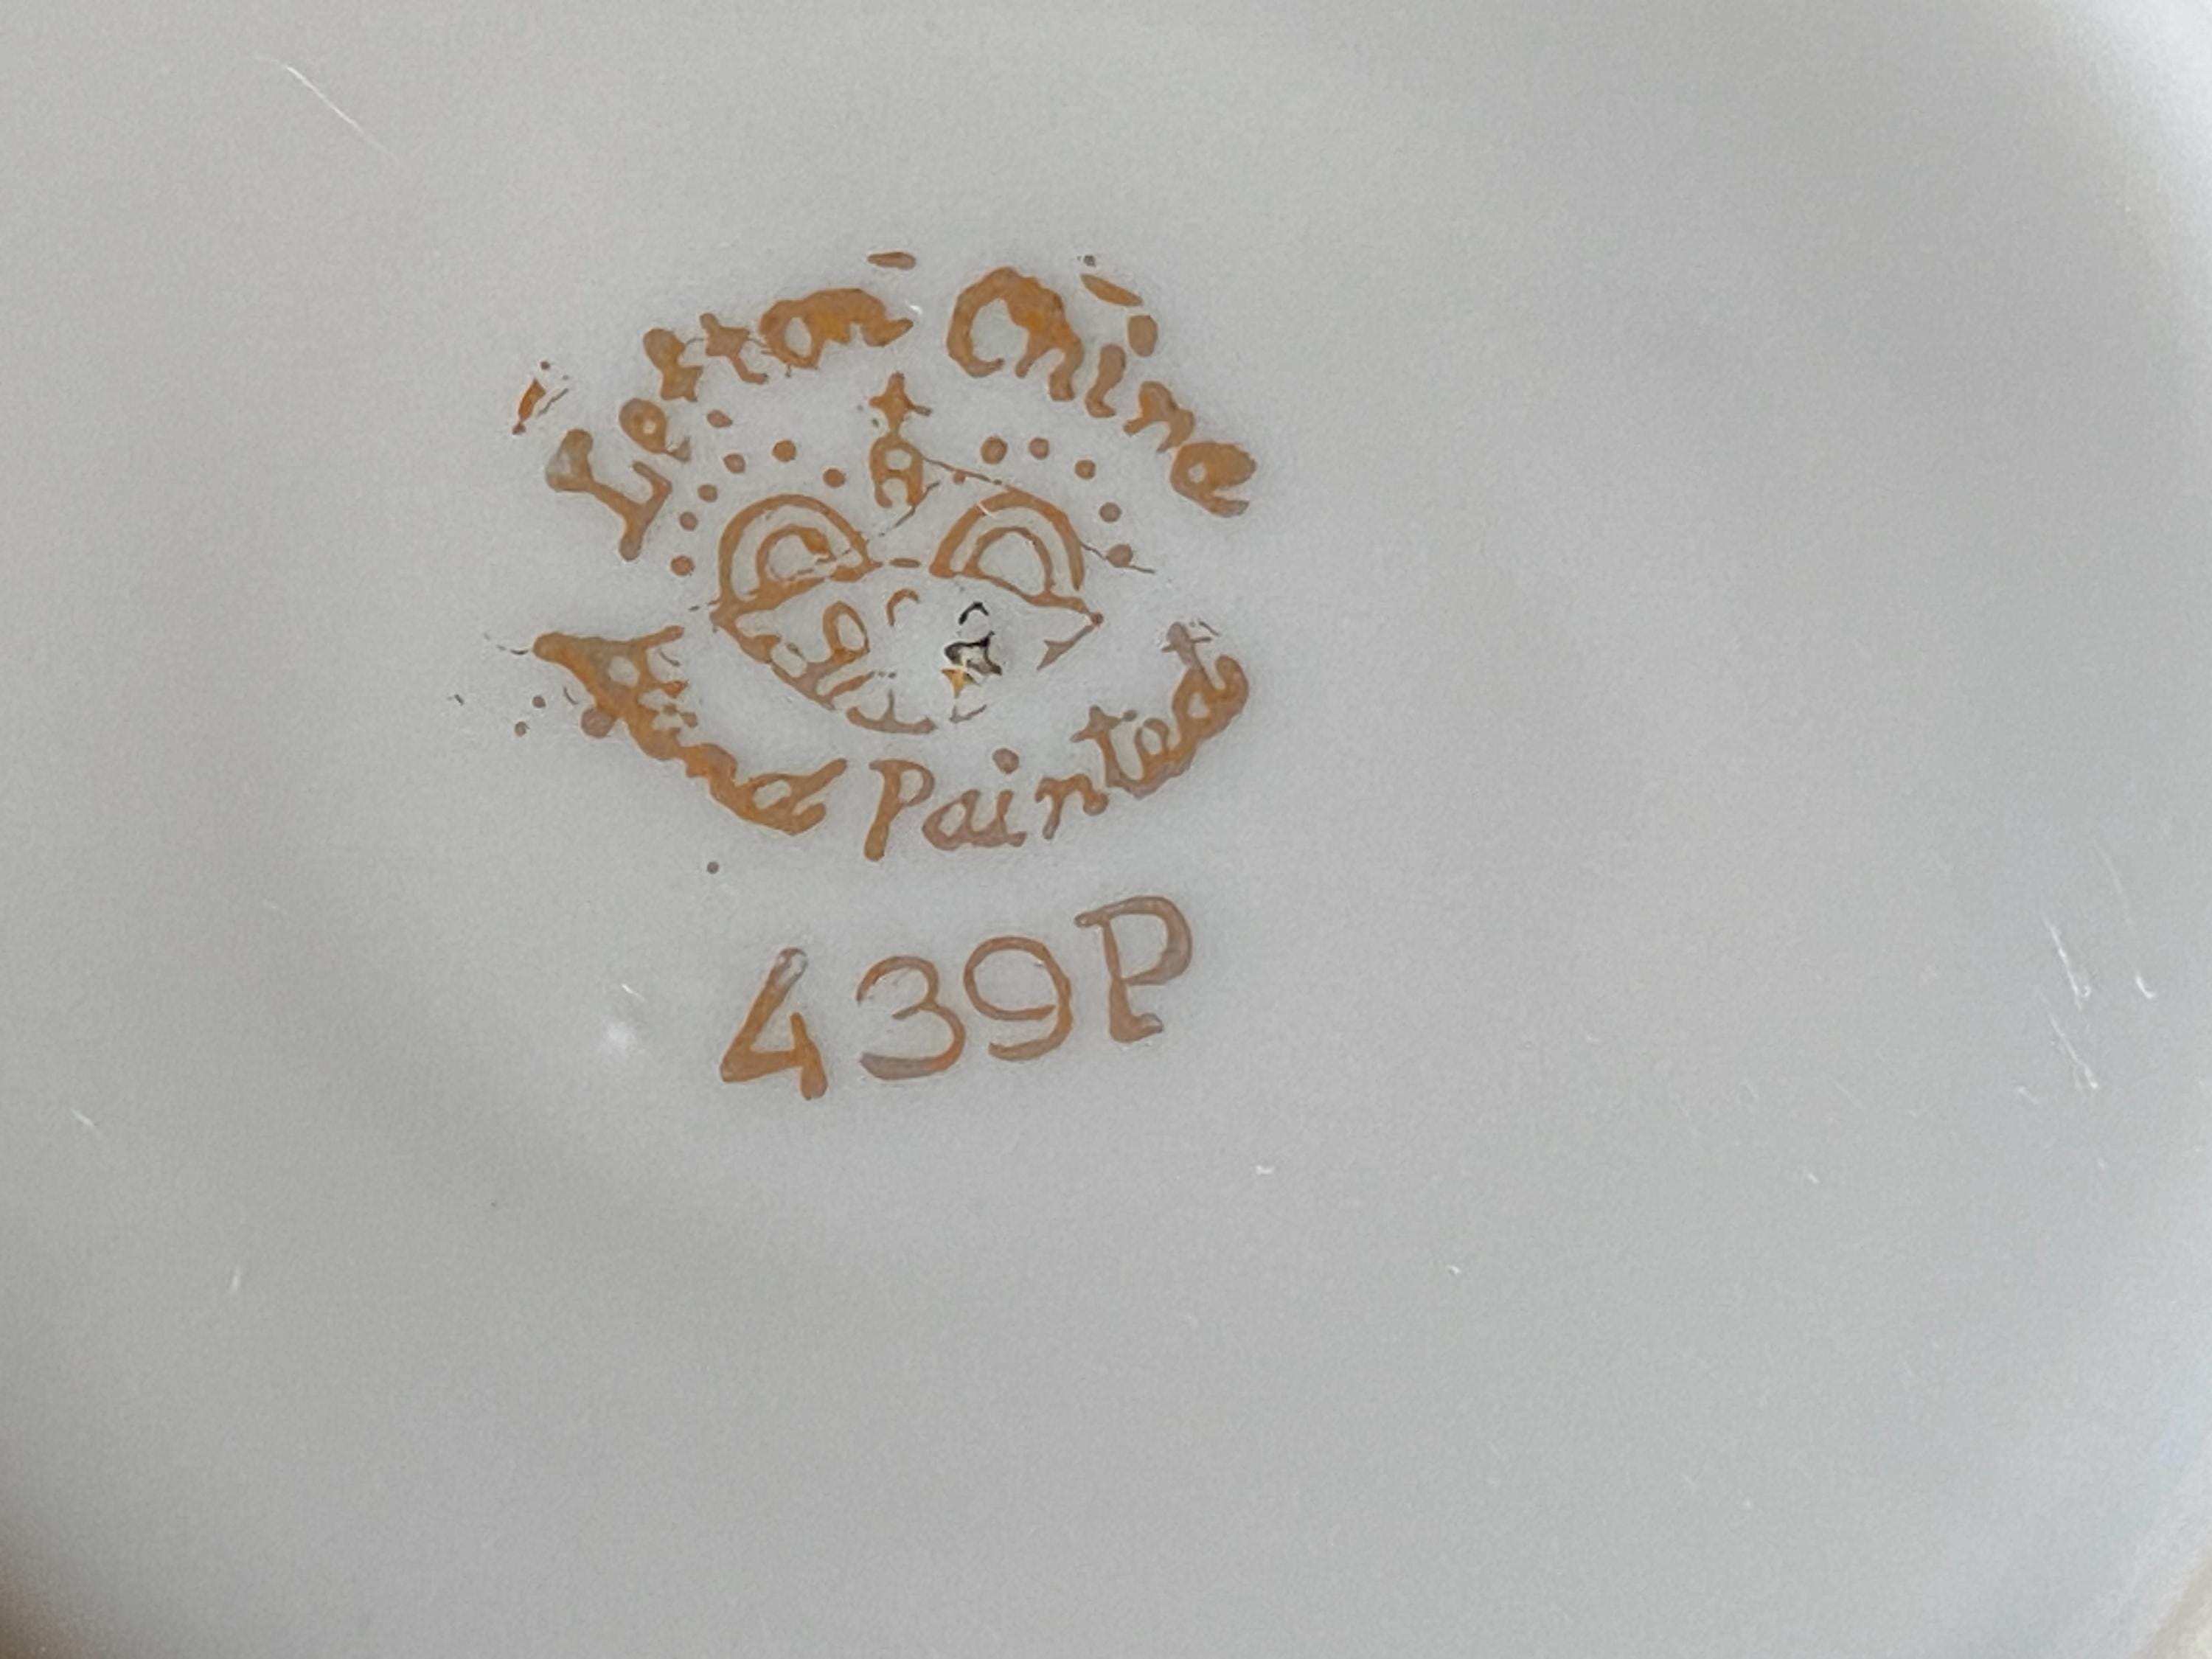 Lefton China
Hand Painted
439P